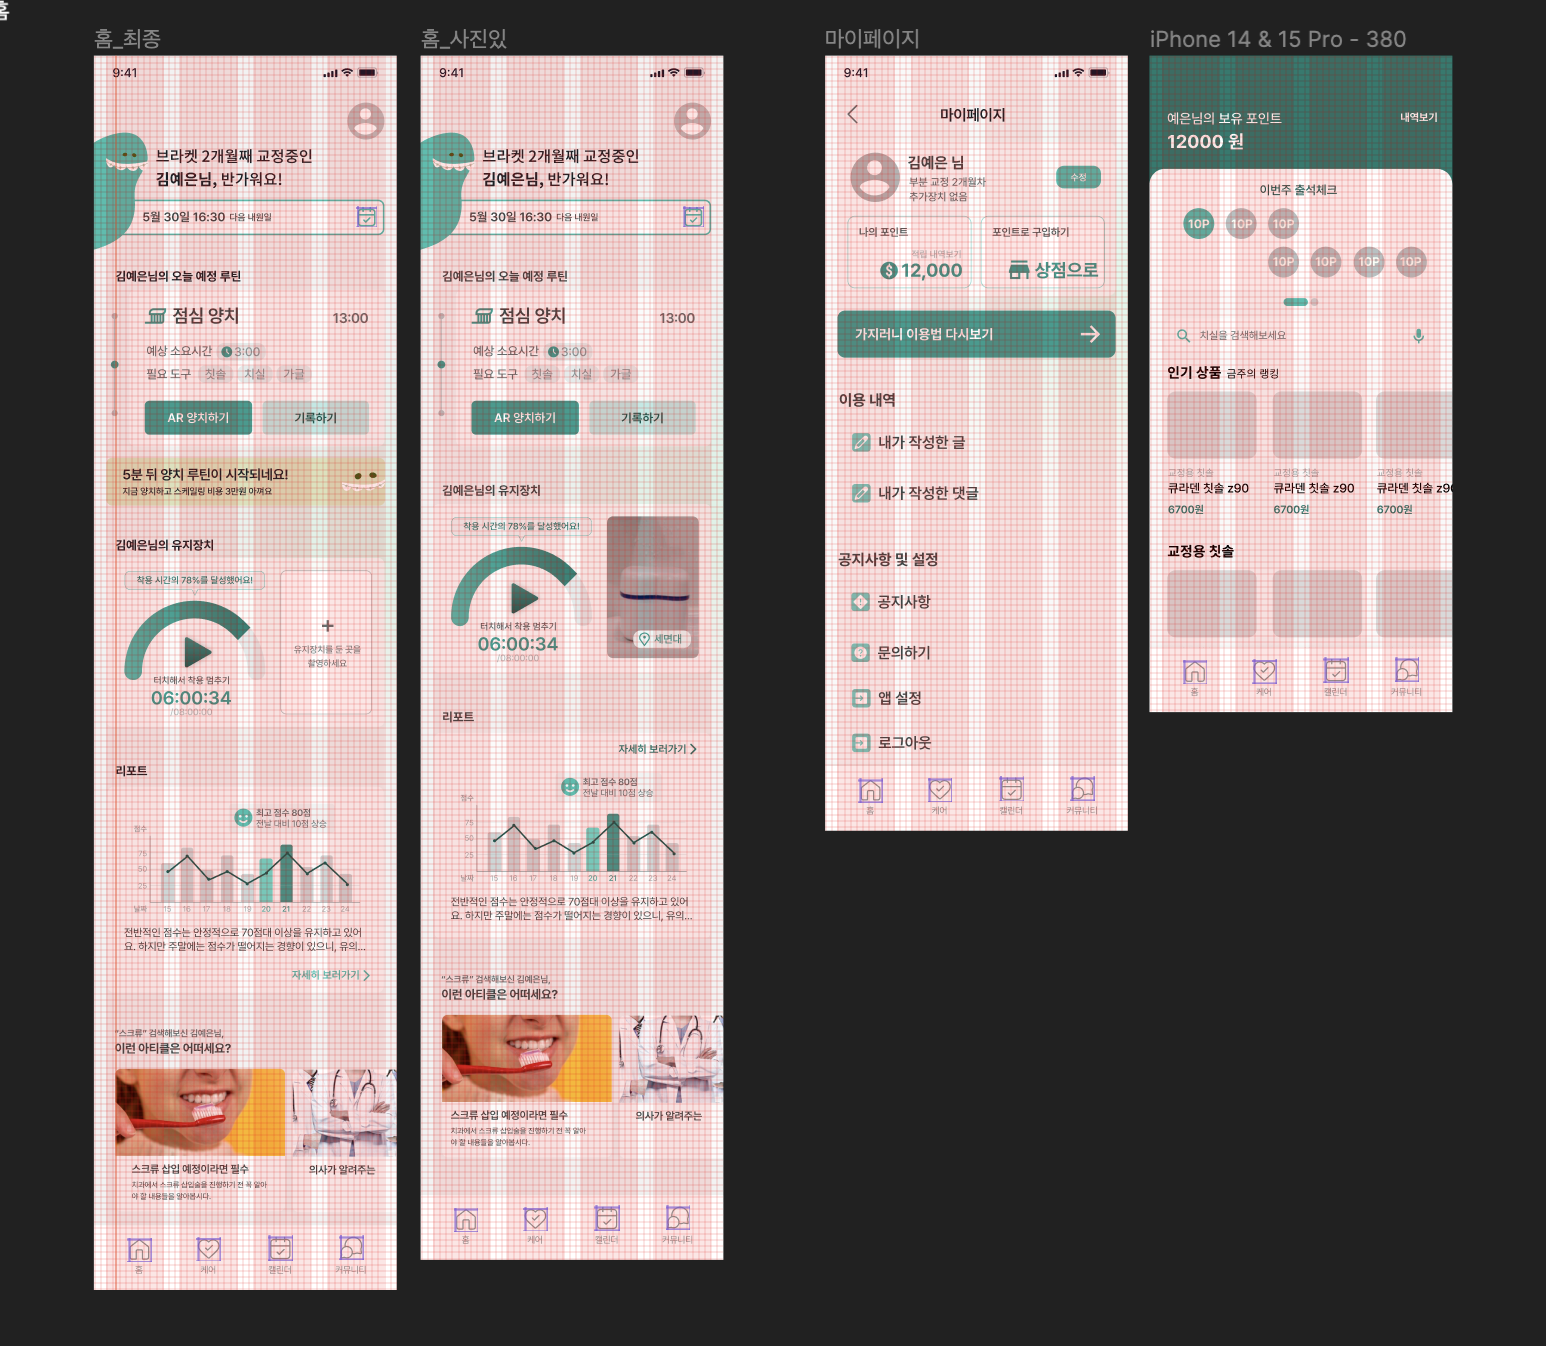 홈
홈_최종
9:41
브라켓 2개월째 교정중인
김예은님, 반가워요!
5월 30일 16:30 다음 내원일
김예은님의 오늘 예정 루틴
점심 양치
13:00
예상 소요시간 3:00
필요 도구 칫솔 치실 가글
AR 양치하기
기록하기
5분 뒤 양치 루틴이 시작되네요!
지금 양치하고 스케일링 비용 3만원 아껴요
김예은님의 유지장치
착용 시간의 78%를 달성했어요!
터치해서 착용 멈추기
06:00:34
/08:00:00
+
유지장치를 둔 곳을
촬영하세요
리포트
최고 점수 80점
전날 대비 10점 상승
점수
75
50
25
날짜 15 16 17 18 19 20 21 22 23 24
전반적인 점수는 안정적으로 70점대 이상을 유지하고 있어
요. 하지만 주말에는 점수가 떨어지는 경향이 있으니, 유의...
자세히 보러가기
"스크류" 검색해보신 김예은님,
이런 아티클은 어떠세요?
스크류 삽입 예정이라면 필수
치과에서 스크류 삽입술을 진행하기 전 꼭 알아
야 할 내용들을 알아봅시다.
의사가 알려주는
홈 케어 캘린더 커뮤니티
홈_사진있
9:41
브라켓 2개월째 교정중인
김예은님, 반가워요!
5월 30일 16:30 다음 내원일
김예은님의 오늘 예정 루틴
점심 양치
13:00
예상 소요시간 3:00
필요 도구 칫솔 치실 가글
AR 양치하기
기록하기
김예은님의 유지장치
착용 시간의 78%를 달성했어요!
터치해서 착용 멈추기
06:00:34
/08:00:00
세면대
리포트
자세히 보러가기
최고 점수 80점
전날 대비 10점 상승
점수
75
50
25
날짜 15 16 17 18 19 20 21 22 23 24
전반적인 점수는 안정적으로 70점대 이상을 유지하고 있어
요. 하지만 주말에는 점수가 떨어지는 경향이 있으니, 유의...
"스크류" 검색해보신 김예은님,
이런 아티클은 어떠세요?
스크류 삽입 예정이라면 필수
치과에서 스크류 삽입술을 진행하기 전 꼭 알아
야 할 내용들을 알아봅시다.
의사가 알려주는
홈 케어 캘린더 커뮤니티
마이페이지
9:41
마이페이지
김예은 님
부분 교정 2개월차
추가장치 없음
수정
나의 포인트
적립 내역보기
12,000
포인트로 구입하기
상점으로
가지러니 이용법 다시보기
이용 내역
내가 작성한 글
내가 작성한 댓글
공지사항 및 설정
공지사항
문의하기
앱 설정
로그아웃
홈 케어 캘린더 커뮤니티
iPhone 14 & 15 Pro - 380
예은님의 보유 포인트
내역보기
12000 원
이번주 출석체크
10P 10P 10P
10P 10P 10P 10P
치실을 검색해보세요
인기 상품 금주의 랭킹
교정용 칫솔 교정용 칫솔 교정용 칫솔
큐라덴 칫솔 z90 큐라덴 칫솔 z90 큐라덴 칫솔 z90
6700원 6700원 6700원
교정용 칫솔
홈 케어 캘린더 커뮤니티